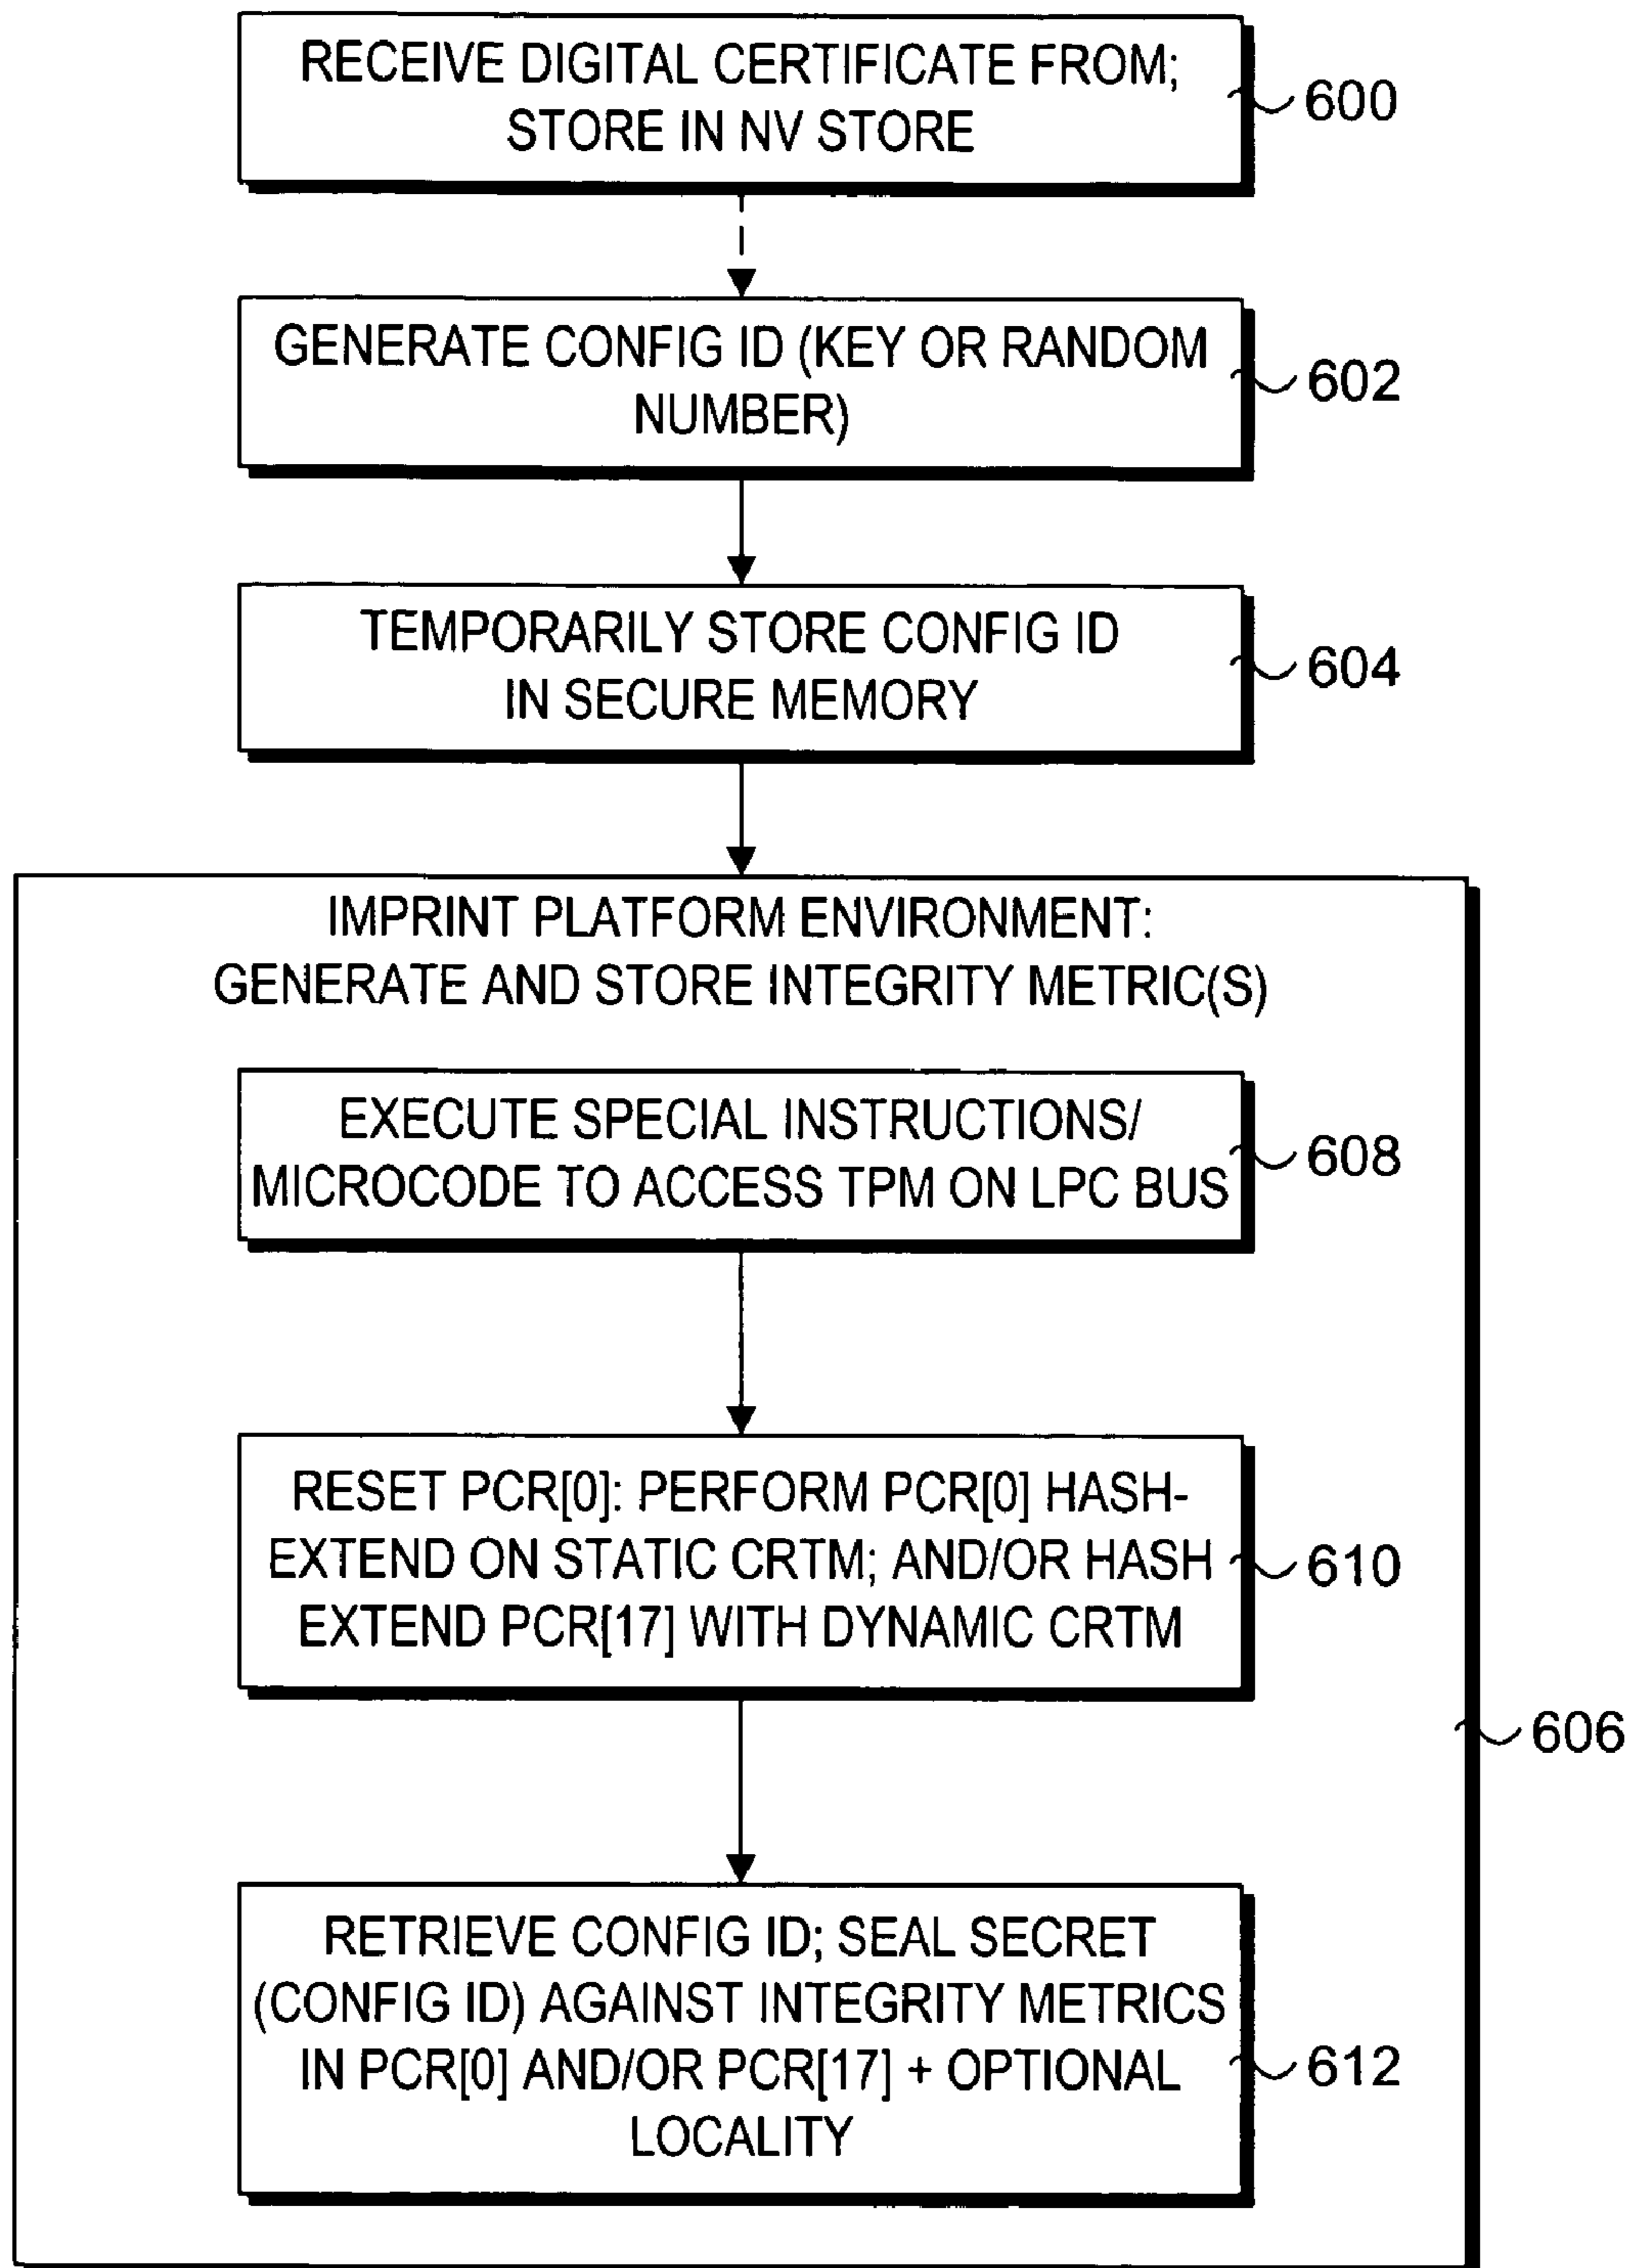 RECEIVE DIGITAL CERTIFICATE FROM;
STORE IN NV STORE
600
GENERATE CONFIG ID (KEY OR RANDOM
NUMBER)
602
TEMPORARILY STORE CONFIG ID
IN SECURE MEMORY
604
IMPRINT PLATFORM ENVIRONMENT:
GENERATE AND STORE INTEGRITY METRIC(S)
EXECUTE SPECIAL INSTRUCTIONS/
MICROCODE TO ACCESS TPM ON LPC BUS
608
RESET PCR[0]: PERFORM PCR[0] HASH-
EXTEND ON STATIC CRTM; AND/OR HASH
EXTEND PCR[17] WITH DYNAMIC CRTM
610
606
RETRIEVE CONFIG ID; SEAL SECRET
(CONFIG ID) AGAINST INTEGRITY METRICS
IN PCR[0] AND/OR PCR[17] + OPTIONAL
LOCALITY
612